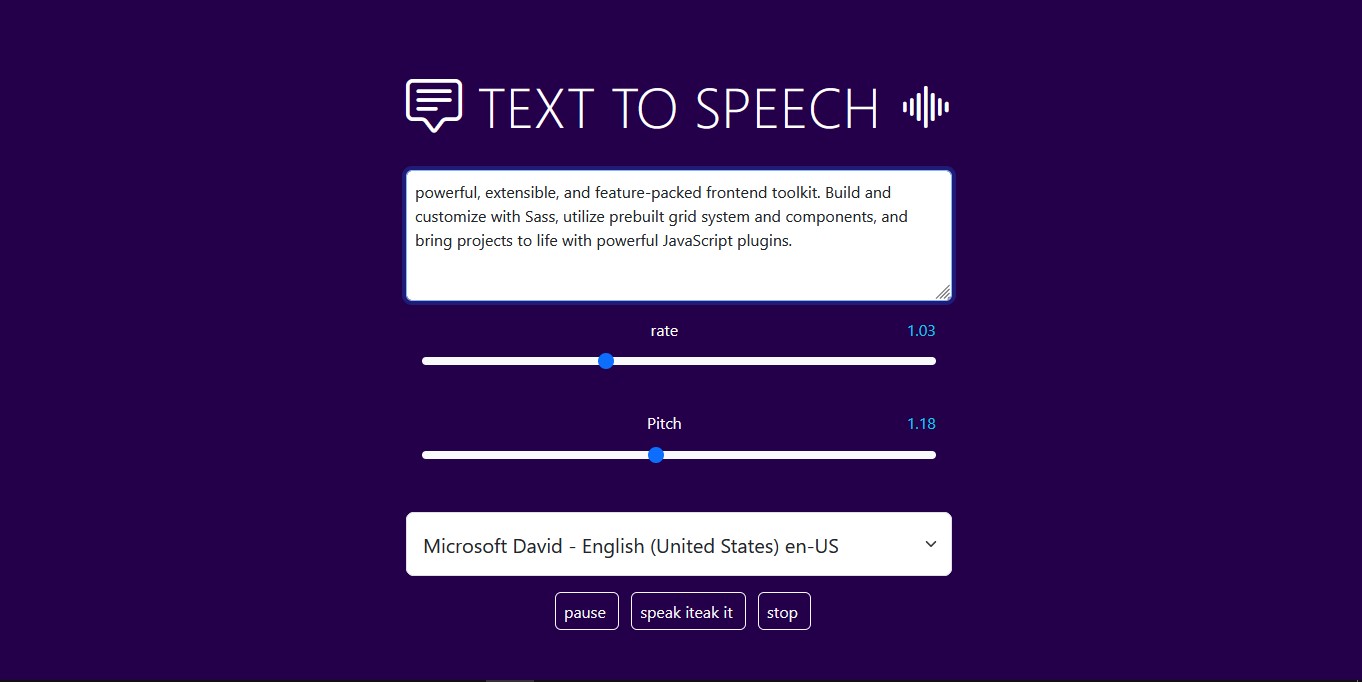 TEXT TO SPEECH
powerful, extensible, and feature-packed frontend toolkit. Build and
customize with Sass, utilize prebuilt grid system and components, and
bring projects to life with powerful JavaScript plugins.
rate 1.03
Pitch 1.18
Microsoft David - English (United States) en-US
pause speak iteak it stop